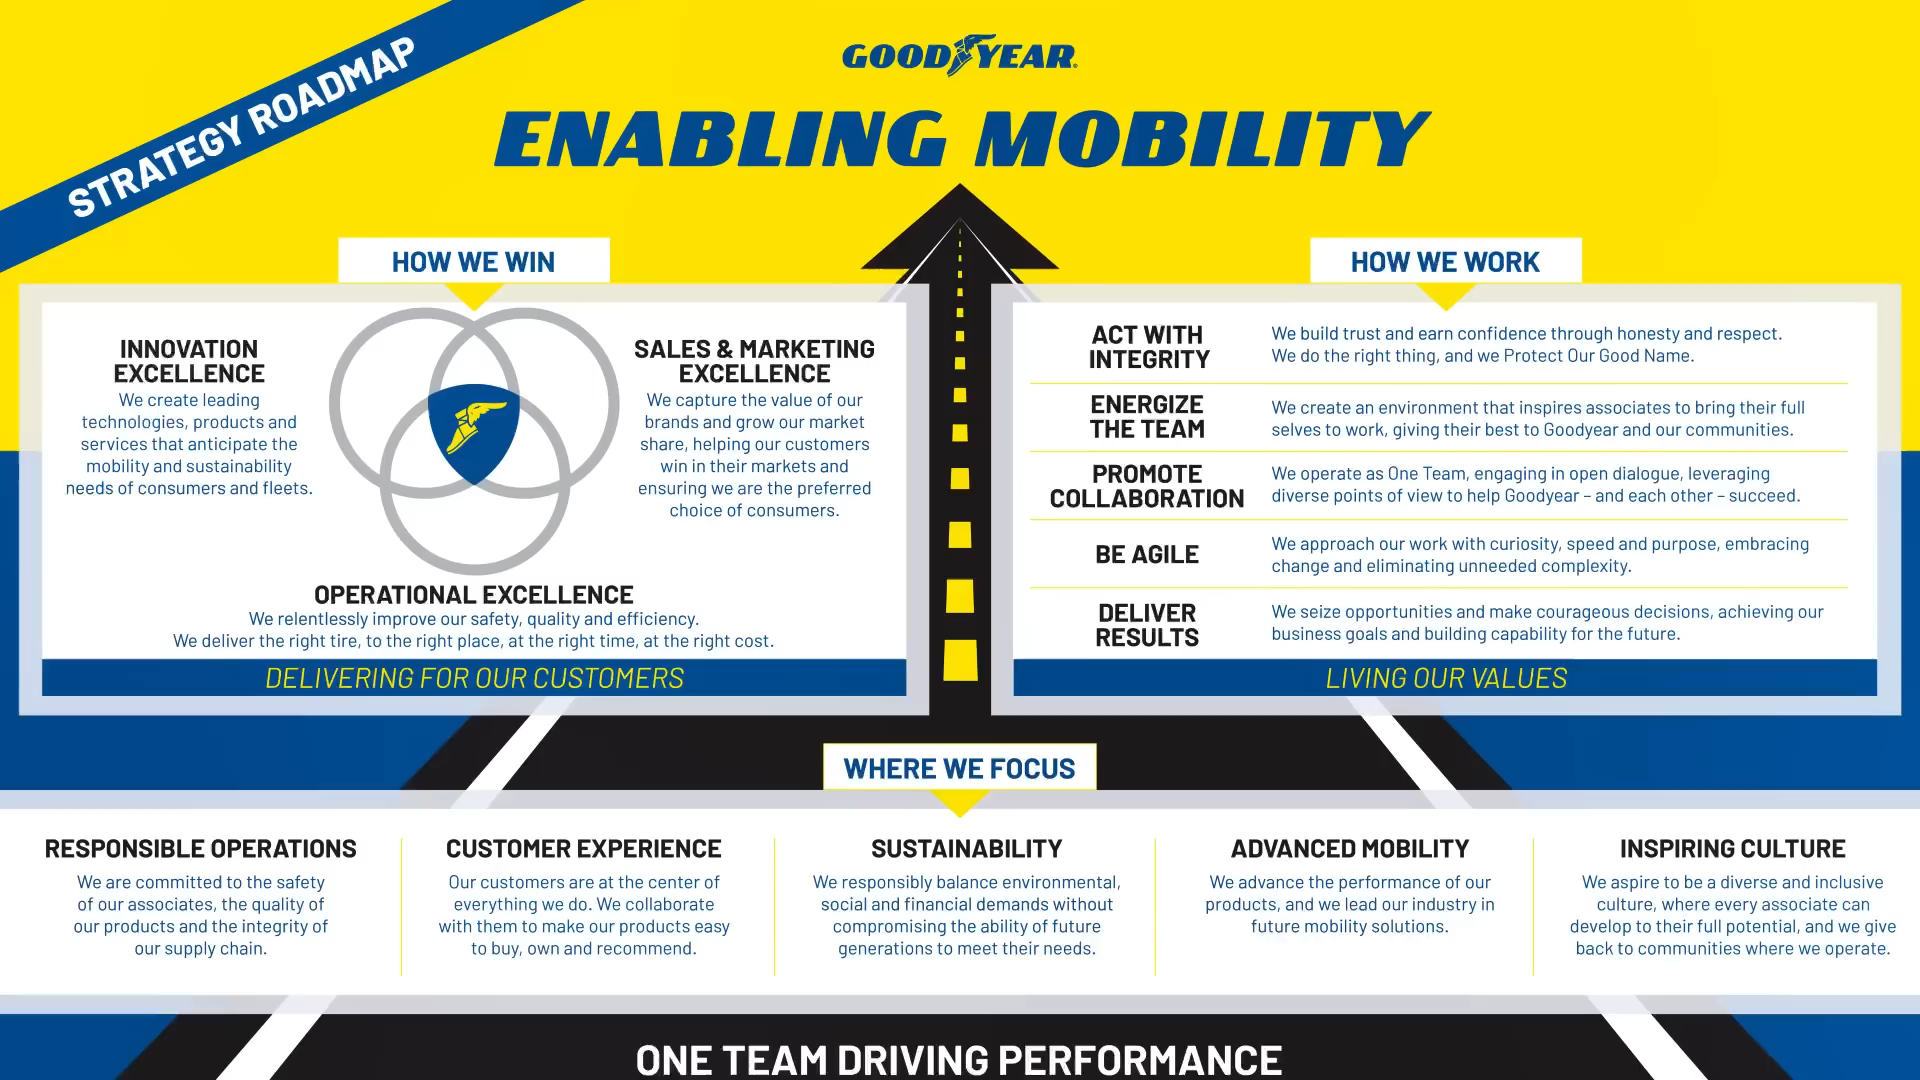 STRATEGY ROADMAP
GOODYEAR
ENABLING MOBILITY
HOW WE WIN
INNOVATION
EXCELLENCE
We create leading
technologies, products and
services that anticipate the
mobility and sustainability
needs of consumers and fleets.
SALES & MARKETING
EXCELLENCE
We capture the value of our
brands and grow our market
share, helping our customers
win in their markets and
ensuring we are the preferred
choice of consumers.
OPERATIONAL EXCELLENCE
We relentlessly improve our safety, quality and efficiency.
We deliver the right tire, to the right place, at the right time, at the right cost.
DELIVERING FOR OUR CUSTOMERS
HOW WE WORK
ACT WITH
INTEGRITY
We build trust and earn confidence through honesty and respect.
We do the right thing, and we Protect Our Good Name.
ENERGIZE
THE TEAM
We create an environment that inspires associates to bring their full
selves to work, giving their best to Goodyear and our communities.
PROMOTE
COLLABORATION
We operate as One Team, engaging in open dialogue, leveraging
diverse points of view to help Goodyear – and each other – succeed.
BE AGILE
We approach our work with curiosity, speed and purpose, embracing
change and eliminating unneeded complexity.
DELIVER
RESULTS
We seize opportunities and make courageous decisions, achieving our
business goals and building capability for the future.
LIVING OUR VALUES
WHERE WE FOCUS
RESPONSIBLE OPERATIONS
We are committed to the safety
of our associates, the quality of
our products and the integrity of
our supply chain.
CUSTOMER EXPERIENCE
Our customers are at the center of
everything we do. We collaborate
with them to make our products easy
to buy, own and recommend.
SUSTAINABILITY
We responsibly balance environmental,
social and financial demands without
compromising the ability of future
generations to meet their needs.
ADVANCED MOBILITY
We advance the performance of our
products, and we lead our industry in
future mobility solutions.
INSPIRING CULTURE
We aspire to be a diverse and inclusive
culture, where every associate can
develop to their full potential, and we give
back to communities where we operate.
ONE TEAM DRIVING PERFORMANCE